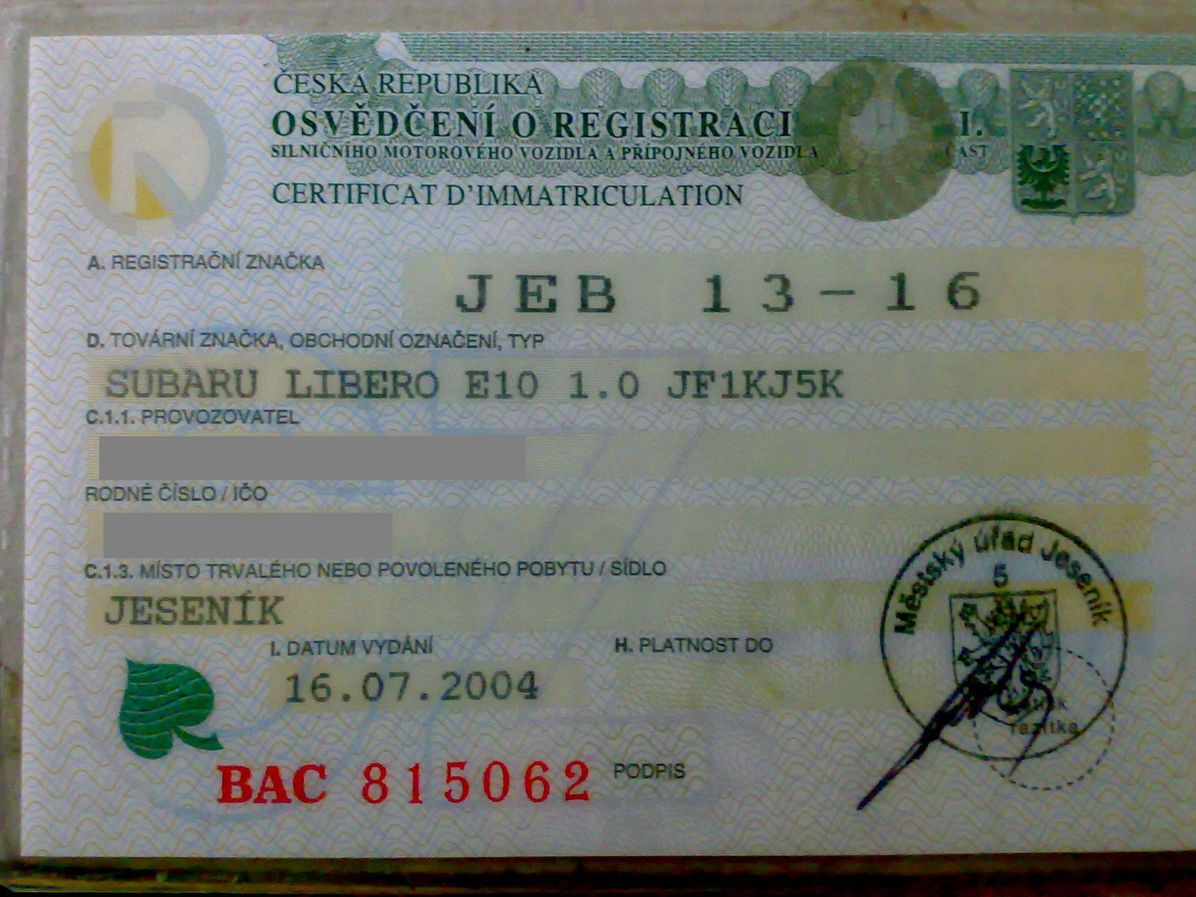 ČESKÁ REPUBLIKA
OSVĚDČENÍ O REGISTRACI I.
SILNIČNÍHO MOTOROVÉHO VOZIDLA A PŘÍPOJNÉHO VOZIDLA ČÁST
CERTIFICAT D'IMMATRICULATION
A. REGISTRAČNÍ ZNAČKA
JEB 13-16
D. TOVÁRNÍ ZNAČKA, OBCHODNÍ OZNAČENÍ, TYP
SUBARU LIBERO E10 1.0 JF1KJ5K
C.1.1. PROVOZOVATEL
RODNÉ ČÍSLO / IČO
C.1.3. MÍSTO TRVALÉHO NEBO POVOLENÉHO POBYTU / SÍDLO
JESENÍK
Městský úřad Jeseník
5
I. DATUM VYDÁNÍ H. PLATNOST DO
16.07.2004
razítka
BAC 815062 PODPIS